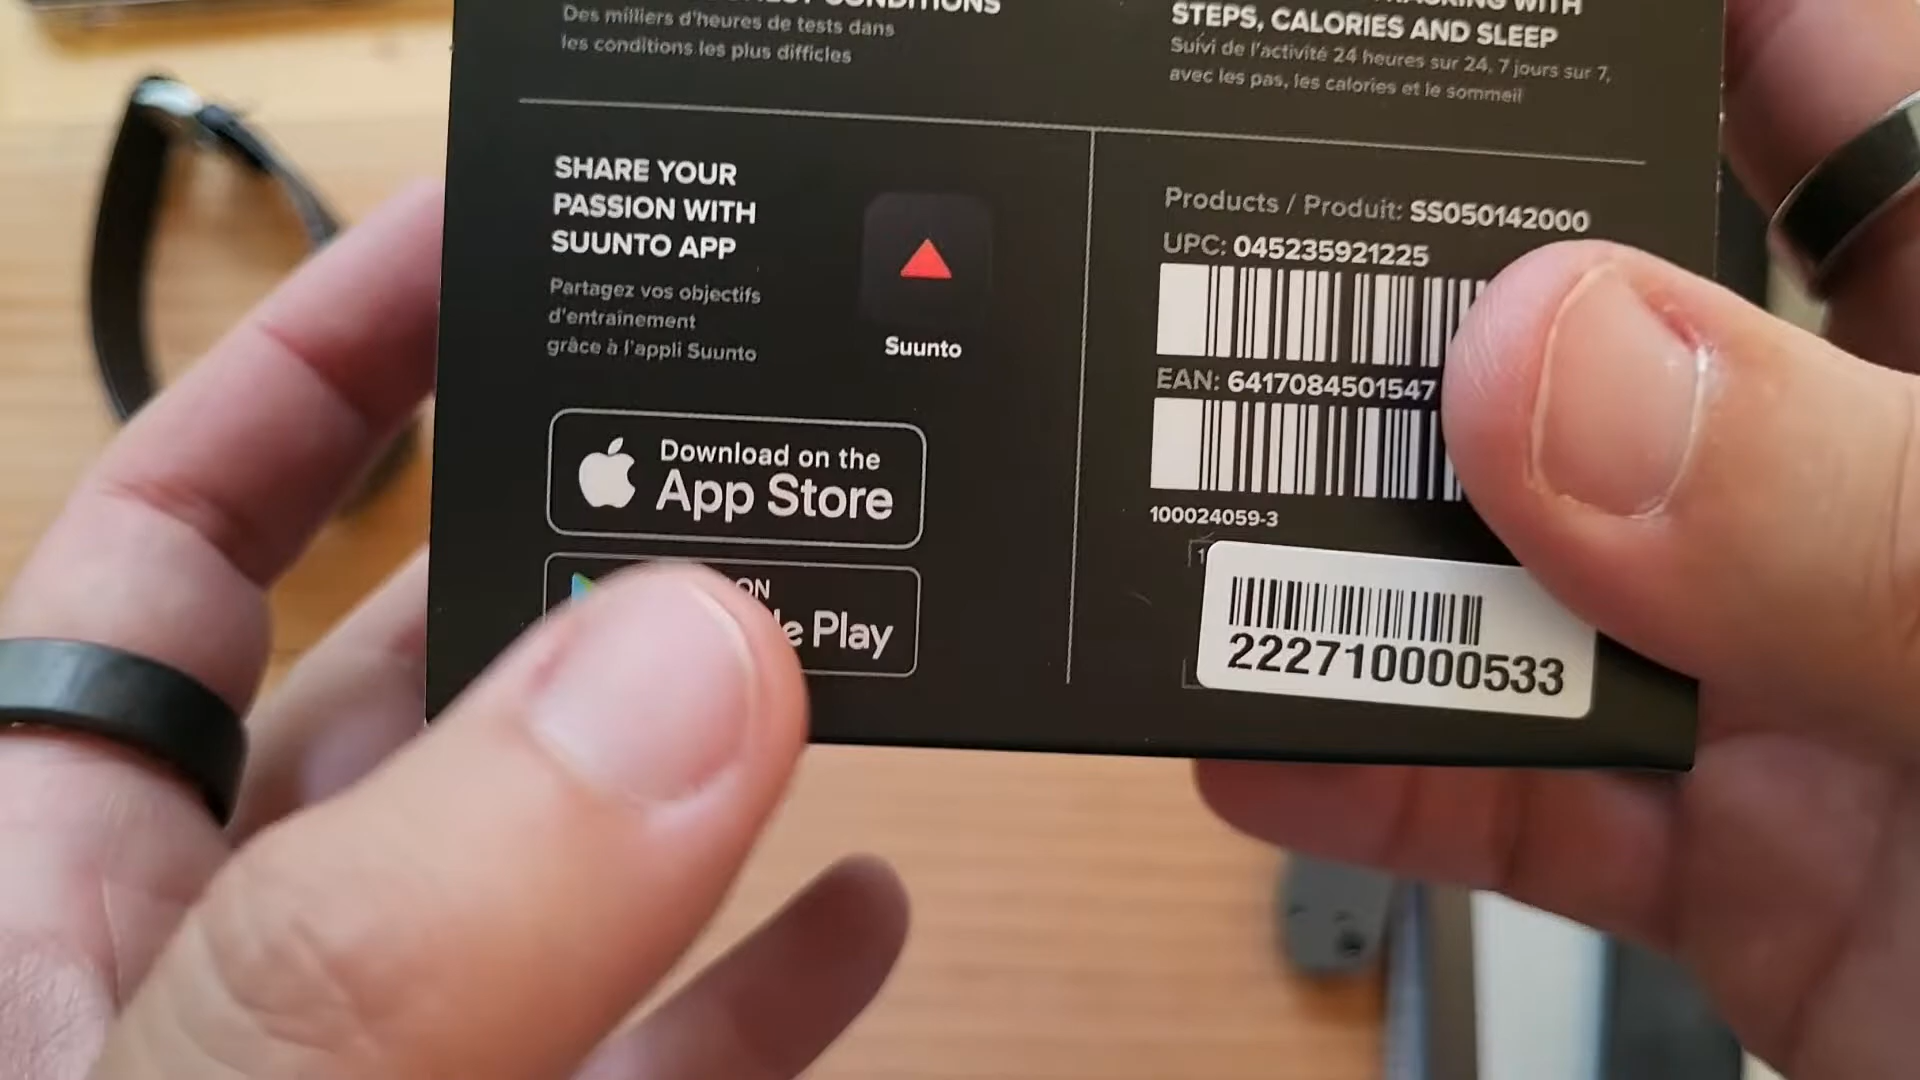 CONDITIONS
Des milliers d'heures de tests dans
les conditions les plus difficiles
WITH
STEPS, CALORIES AND SLEEP
Suivi de l'activité 24 heures sur 24, 7 jours sur 7,
avec les pas, les calories et le sommeil
SHARE YOUR
PASSION WITH
SUUNTO APP
Partagez vos objectifs
d'entraînement
grâce à l'appli Suunto
Suunto
Download on the
App Store
ON
Play
Products / Produit: SS050142000
UPC: 045235921225
EAN: 6417084501547
100024059-3
222710000533